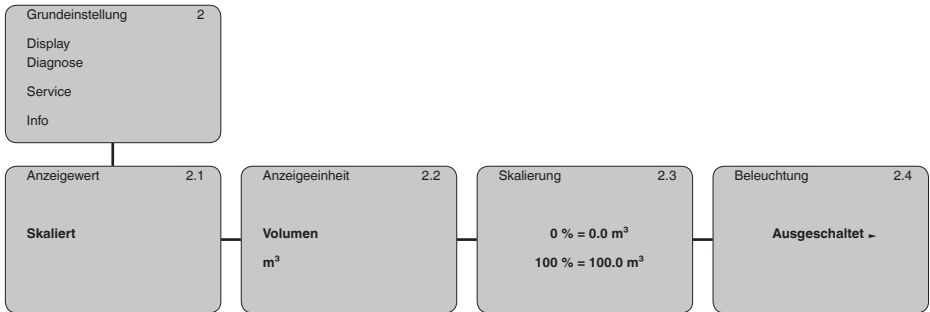 Grundeinstellung 2
Display
Diagnose
Service
Info
Anzeigewert 2.1
Skaliert
Anzeigeeinheit 2.2
Volumen
m³
Skalierung 2.3
0 % = 0.0 m³
100 % = 100.0 m³
Beleuchtung 2.4
Ausgeschaltet ►